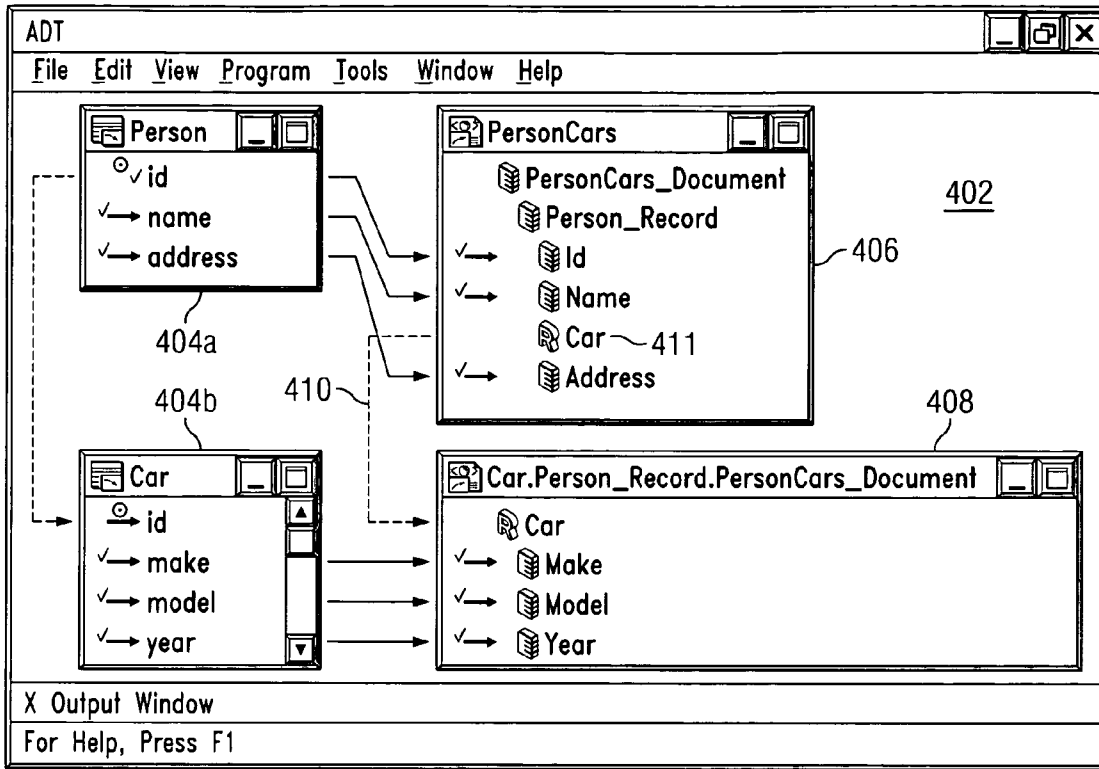 ADT
File Edit View Program Tools Window Help
Person
id
name
address
404a
PersonCars
PersonCars_Document
Person_Record
Id
Name
Car
411
Address
402
406
410
404b
Car
id
make
model
year
408
Car.Person_Record.PersonCars_Document
Car
Make
Model
Year
X Output Window
For Help, Press F1